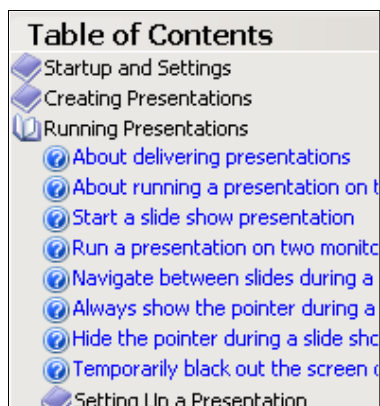 Table of Contents
Startup and Settings
Creating Presentations
Running Presentations
About delivering presentations
About running a presentation on
Start a slide show presentation
Run a presentation on two
Navigate between slides during a
Always show the pointer during a
Hide the pointer during a slide
Temporarily black out the screen
Setting Up a Presentation